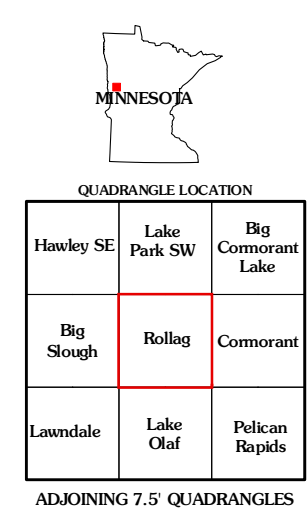 MINNESOTA
QUADRANGLE LOCATION
Hawley SE
Lake
Park SW
Big
Cormorant
Lake
Big
Slough
Rollag
Cormorant
Lawndale
Lake
Olaf
Pelican
Rapids
ADJOINING 7.5' QUADRANGLES